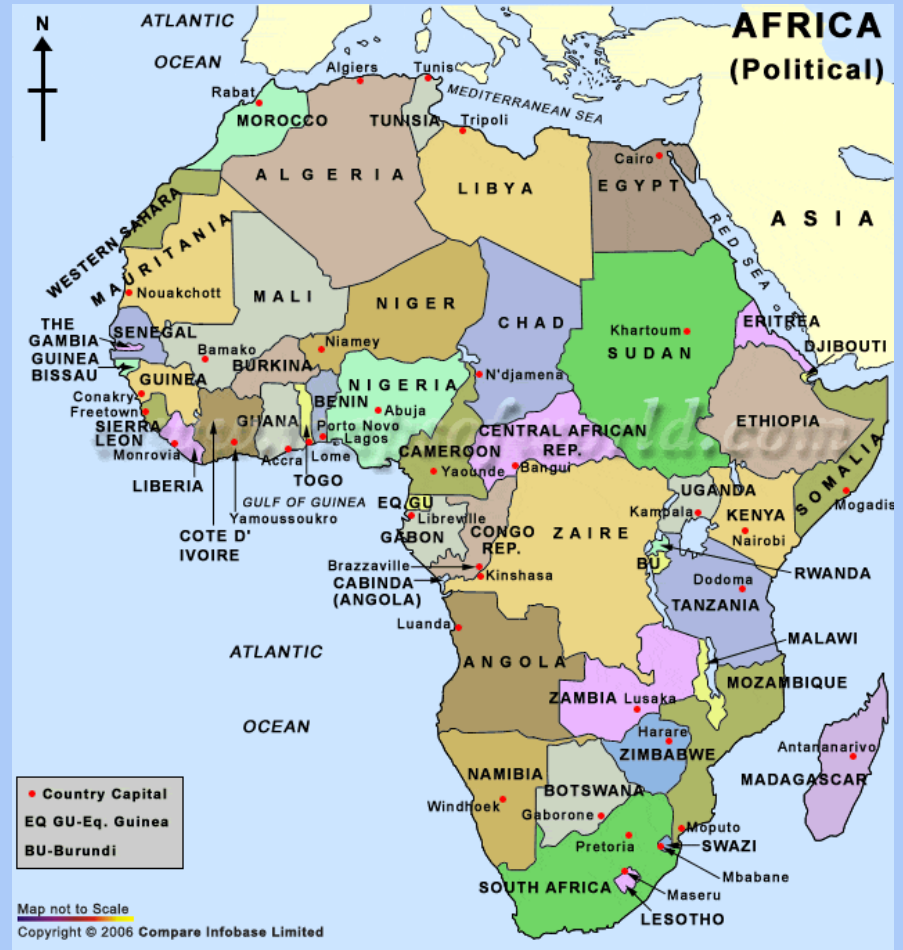 AFRICA
(Political)
N
ATLANTIC
OCEAN
Algiers
Tunis
Rabat
MEDITERRANEAN SEA
MOROCCO
TUNISIA
Tripoli
Cairo
ALGERIA
LIBYA
EGYPT
ASIA
RED SEA
WESTERN SAHARA
MAURITANIA
Nouakchott
MALI
NIGER
CHAD
Khartoum
SUDAN
ERITREA
DJIBOUTI
THE
GAMBIA
SENEGAL
GUINEA
BISSAU
Bamako
BURKINA
Niamey
N'djamena
GUINEA
Conakry
Freetown
SIERRA
LEON
Monrovia
LIBERIA
GHANA
BENIN
NIGERIA
Abuja
Porto Novo
Lagos
Accra
Lome
TOGO
CAMEROON
Yaounde
CENTRAL AFRICAN
REP.
Bangui
ETHIOPIA
SOMALIA
Mogadis
GULF OF GUINEA
Yamoussoukro
COTE D'
IVOIRE
EQ GU
Libreville
GABON
CONGO
REP.
ZAIRE
UGANDA
Kampala
KENYA
Nairobi
BU
RWANDA
Brazzaville
Kinshasa
CABINDA
(ANGOLA)
Dodoma
TANZANIA
Luanda
ANGOLA
MALAWI
ATLANTIC
OCEAN
ZAMBIA
Lusaka
MOZAMBIQUE
Harare
ZIMBABWE
Antananarivo
MADAGASCAR
NAMIBIA
Windhoek
BOTSWANA
Gaborone
Pretoria
Moputo
SWAZI
Mbabane
SOUTH AFRICA
Maseru
LESOTHO
Country Capital
EQ GU-Eq. Guinea
BU-Burundi
Map not to Scale
Copyright © 2006 Compare Infobase Limited